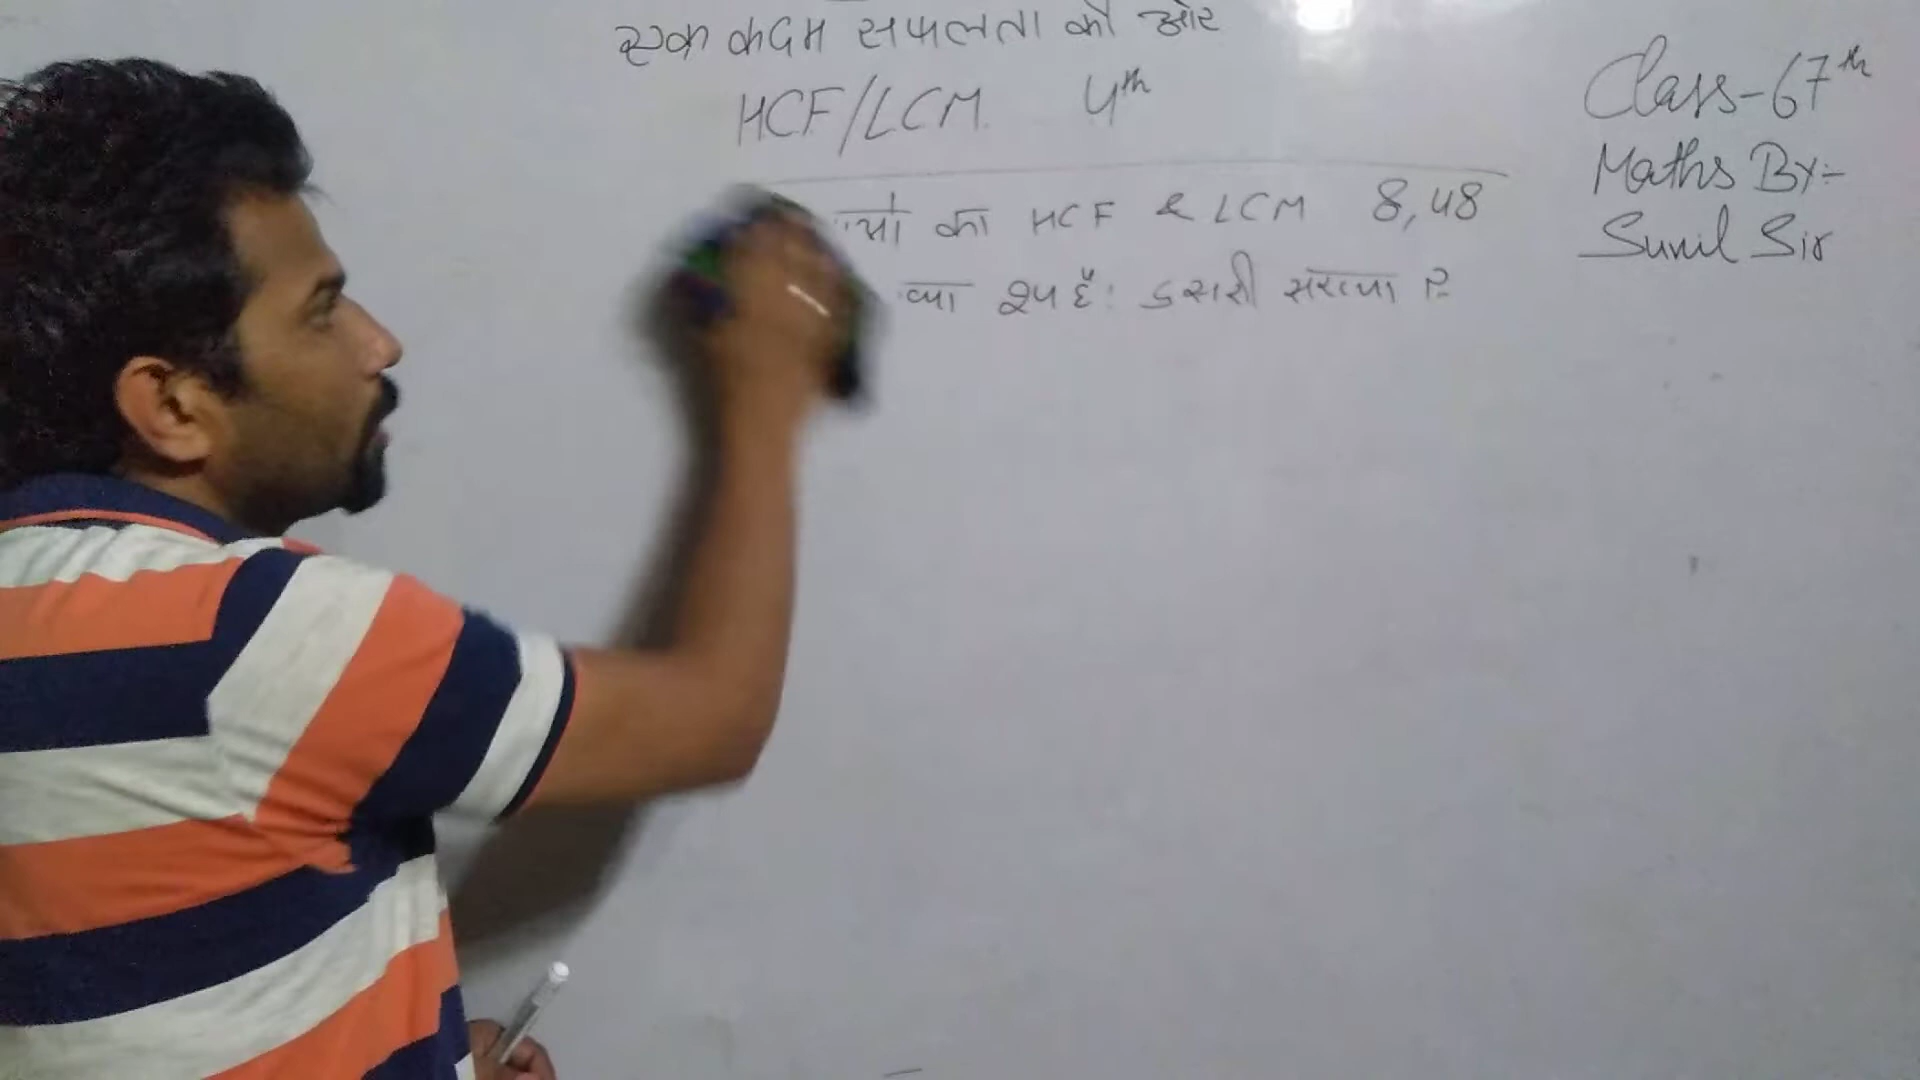 एक कदम सफलता की ओर
HCF/LCM 4th
का HCF & LCM 8,48
24 है। दूसरी संख्या ?
Class-67th
Maths By:-
Sunil Sir